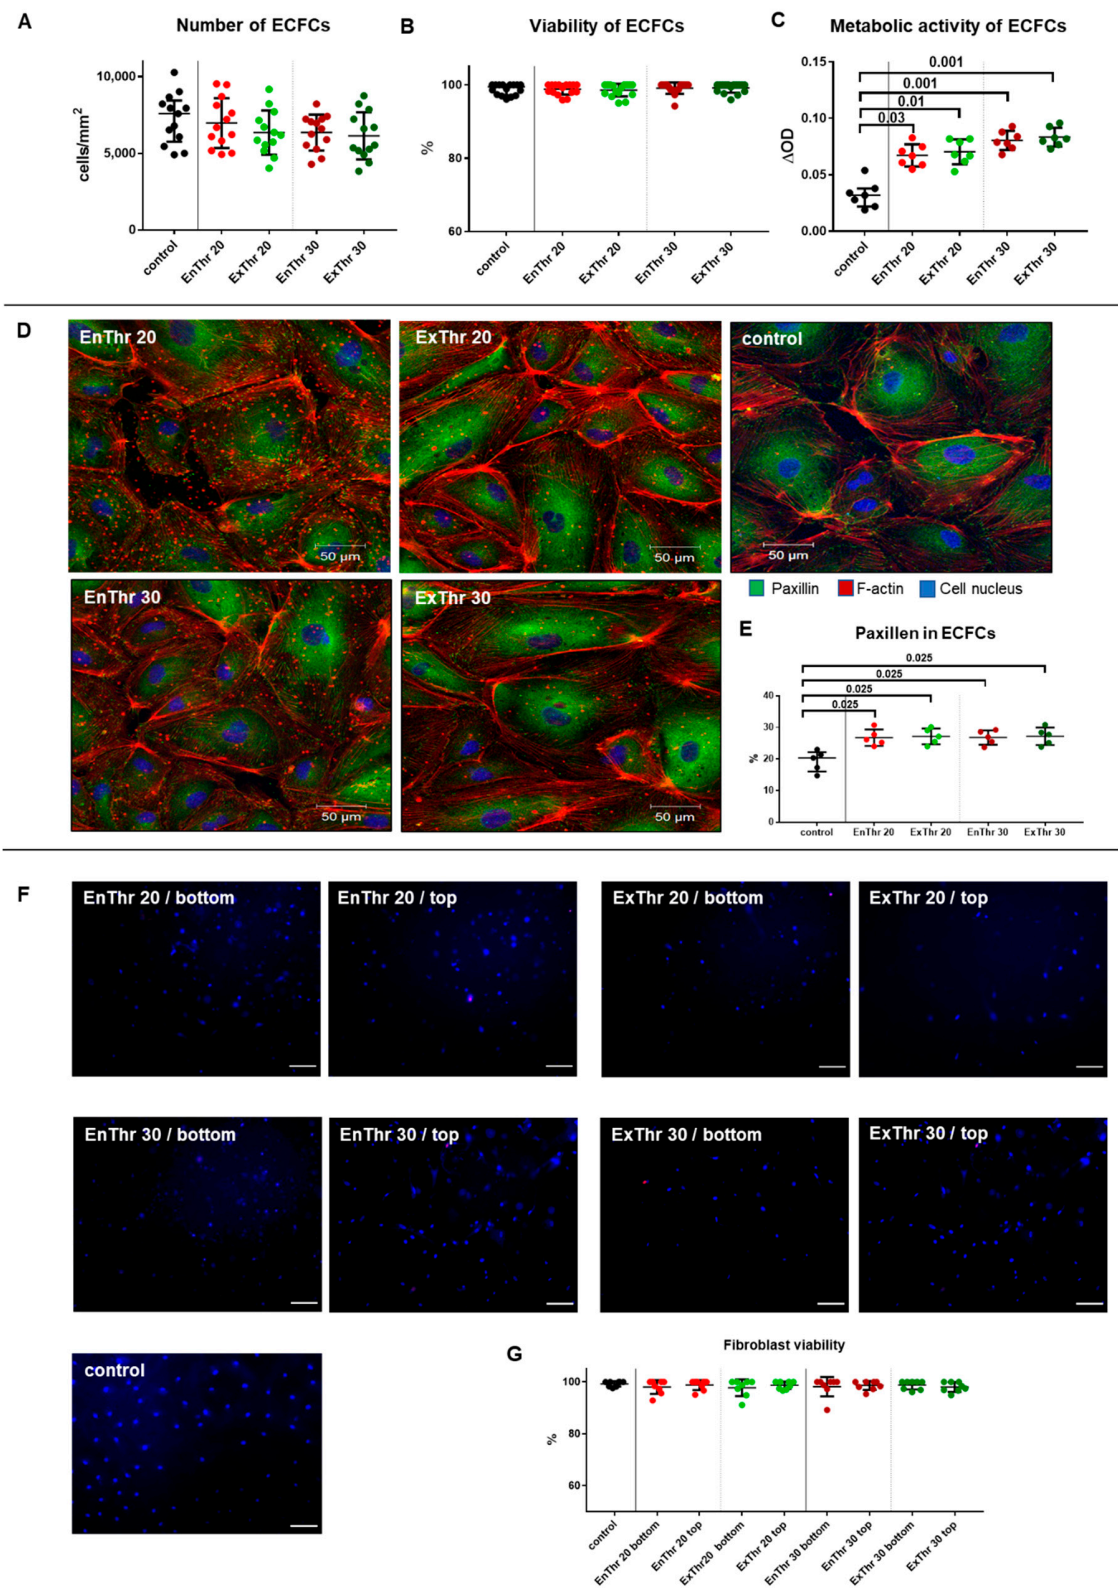 A
Number of ECFCs
10,000
5,000
0
cells/mm²
control
EnThr 20
ExThr 20
EnThr 30
ExThr 30
B
Viability of ECFCs
100
80
60
%
control
EnThr 20
ExThr 20
EnThr 30
ExThr 30
C
Metabolic activity of ECFCs
0.001
0.001
0.01
0.03
0.15
0.10
0.05
0.00
ΔOD
control
EnThr 20
ExThr 20
EnThr 30
ExThr 30
D
EnThr 20
50 µm
ExThr 20
50 µm
control
50 µm
EnThr 30
50 µm
ExThr 30
50 µm
Paxillin F-actin Cell nucleus
E
Paxillen in ECFCs
0.025
0.025
0.025
0.025
40
30
20
10
0
%
control
EnThr 20
ExThr 20
EnThr 30
ExThr 30
F
EnThr 20 / bottom
EnThr 20 / top
ExThr 20 / bottom
ExThr 20 / top
EnThr 30 / bottom
EnThr 30 / top
ExThr 30 / bottom
ExThr 30 / top
control
G
Fibroblast viability
100
80
60
%
control
EnThr 20 bottom
EnThr 20 top
ExThr20 bottom
ExThr 20 top
EnThr 30 bottom
EnThr 30 top
ExThr 30 bottom
ExThr 30 top